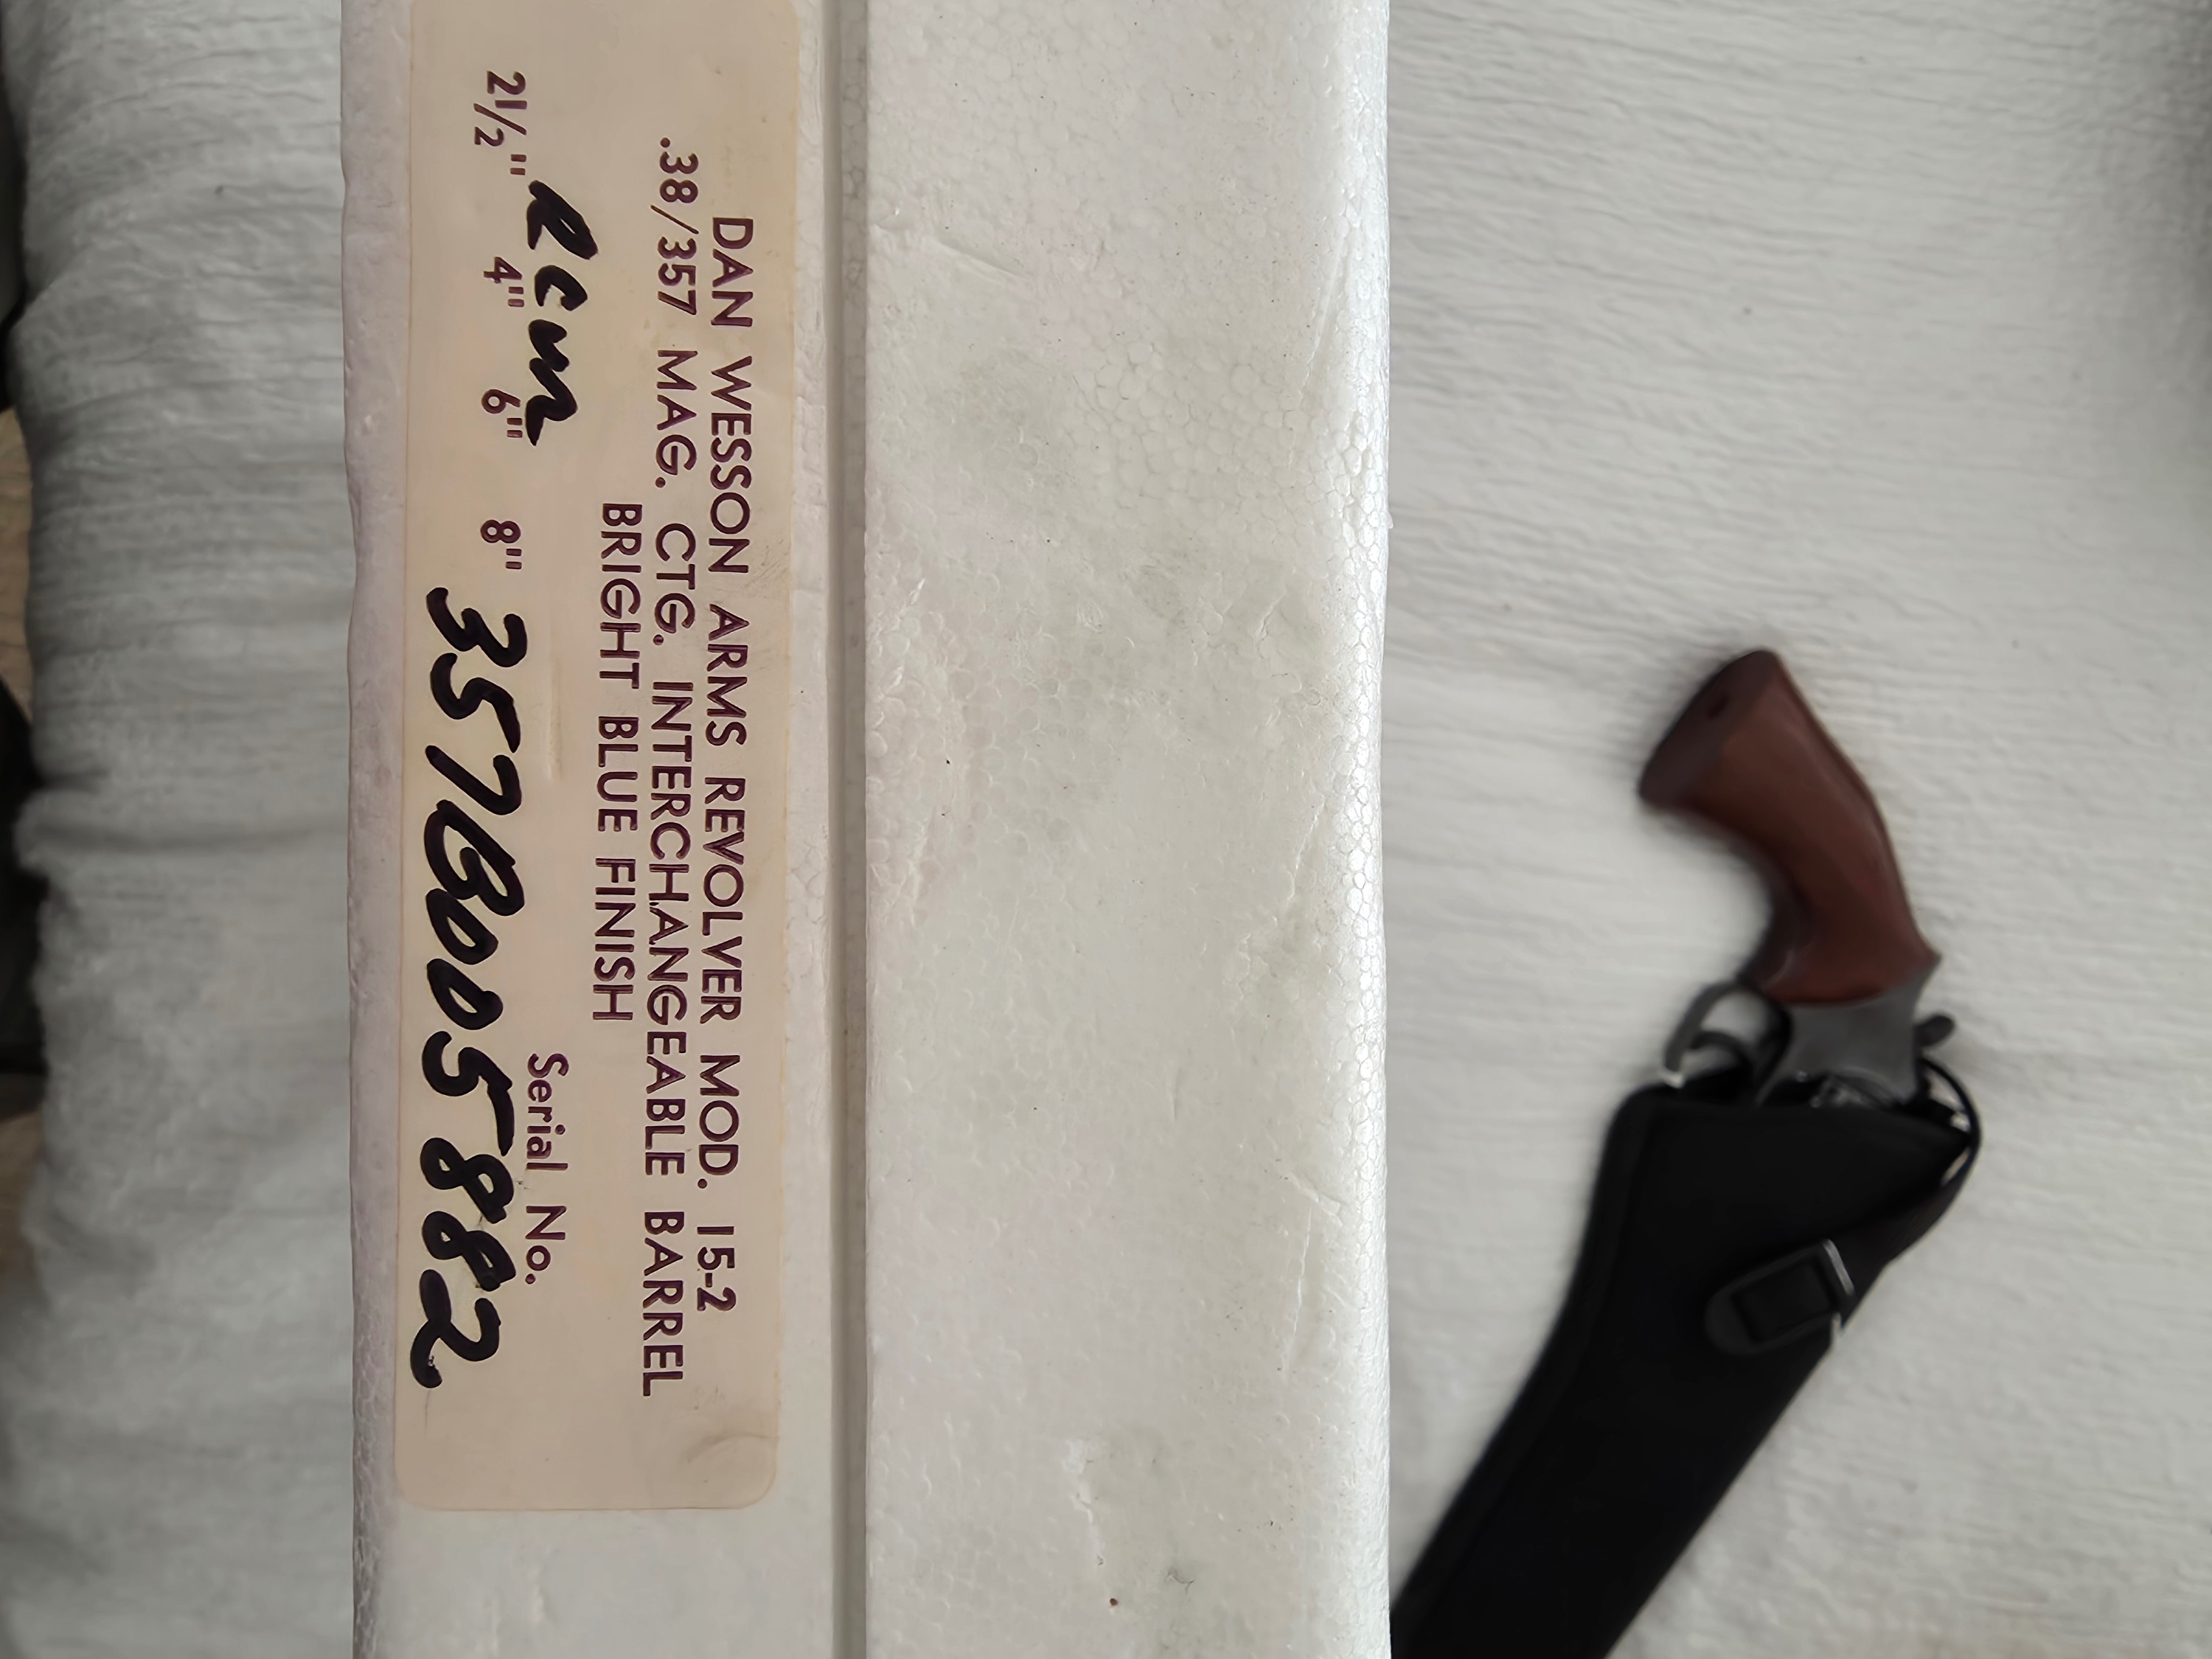 DAN WESSON ARMS REVOLVER MOD. 15-2
.38/357 MAG. CTG. INTERCHANGEABLE BARREL
BRIGHT BLUE FINISH
Serial No.
2½" 4" 6" 8" 357B005882